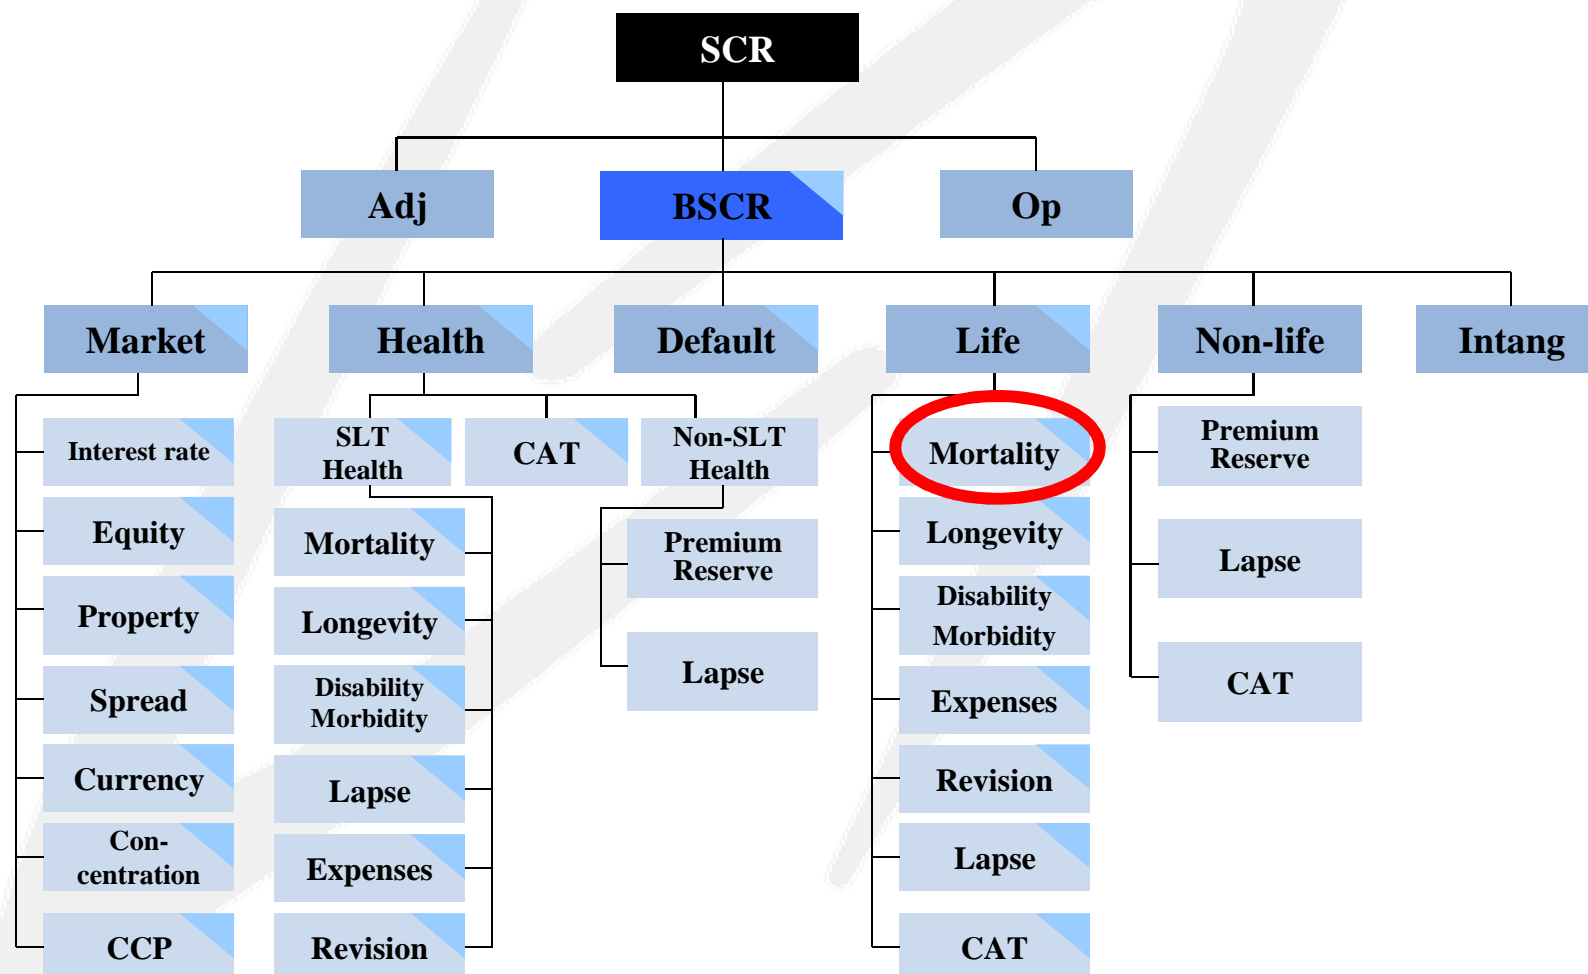 SCR
Adj
BSCR
Op
Market
Health
Default
Life
Non-life
Intang
Interest rate
Equity
Property
Spread
Currency
Con-
centration
CCP
SLT
Health
Mortality
Longevity
Disability
Morbidity
Lapse
Expenses
Revision
CAT
Non-SLT
Health
Premium
Reserve
Lapse
Mortality
Longevity
Disability
Morbidity
Expenses
Revision
Lapse
CAT
Premium
Reserve
Lapse
CAT